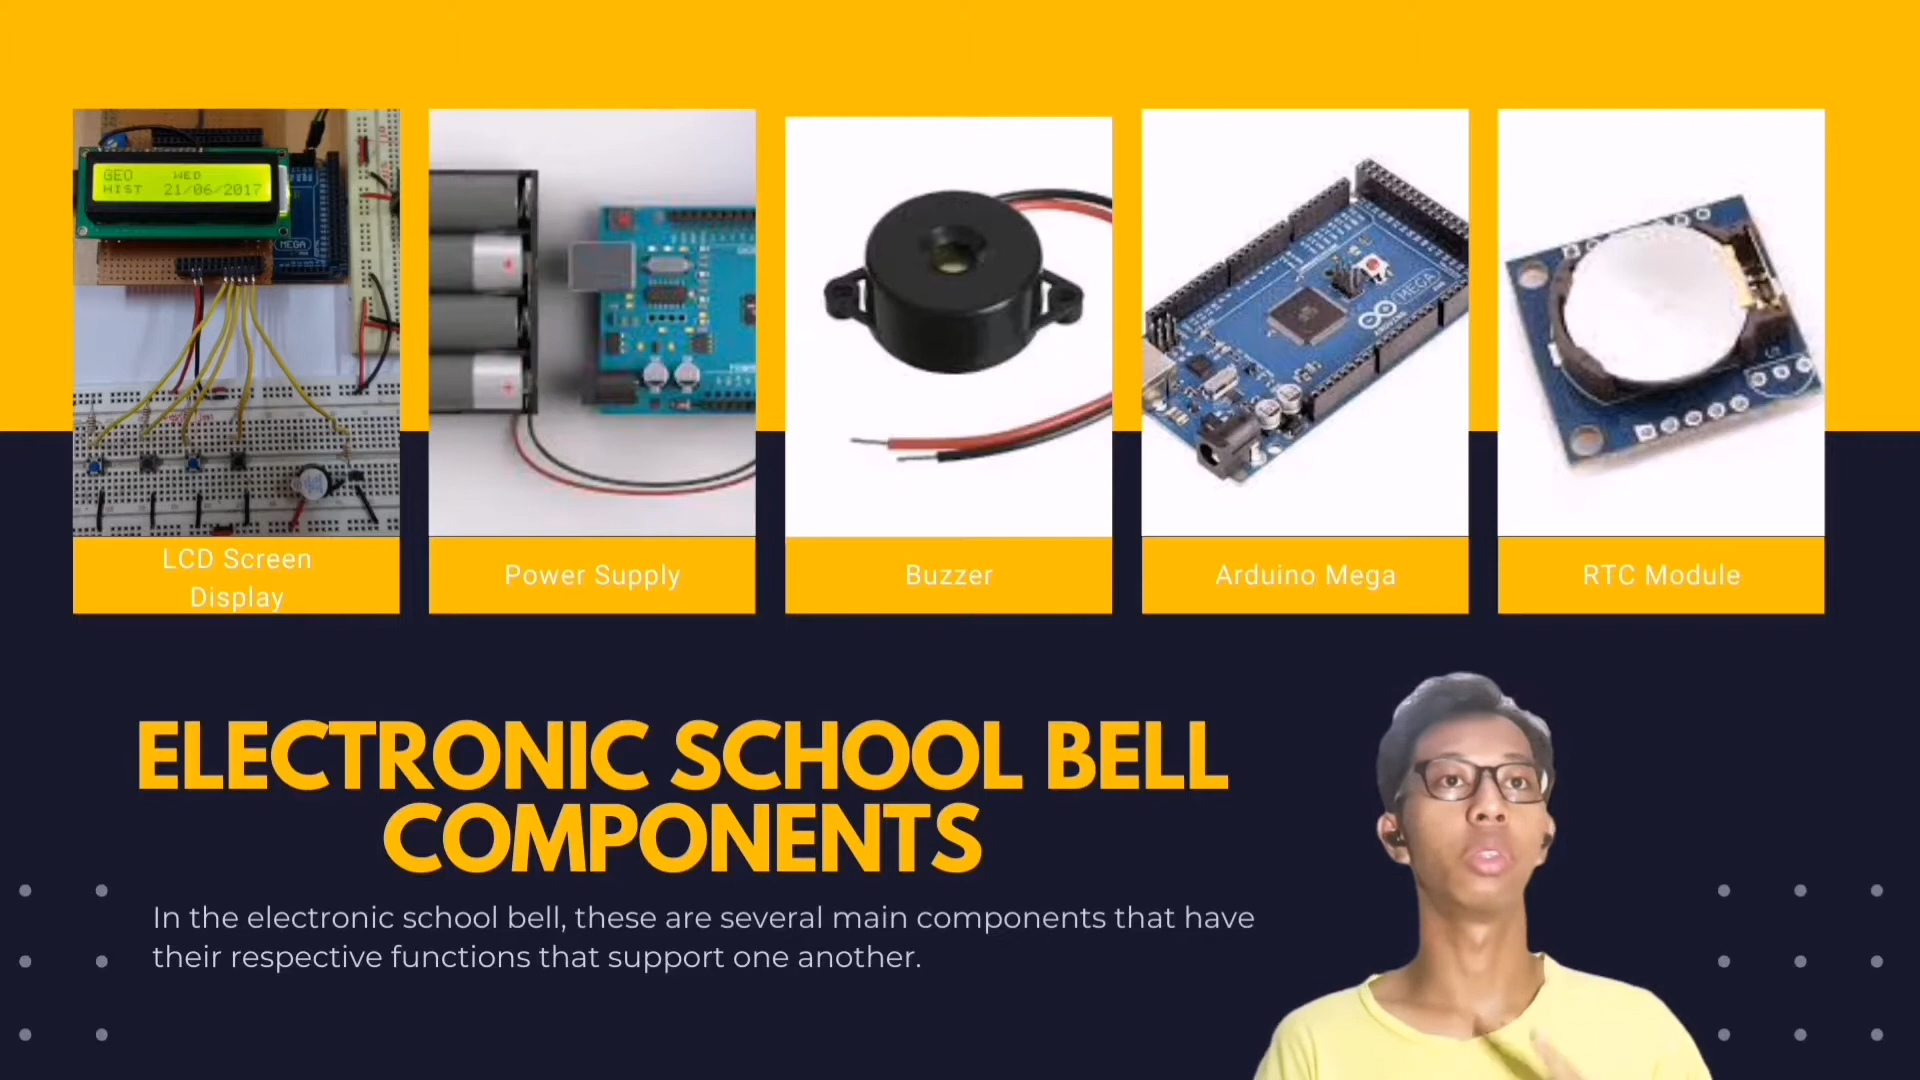 GEO WED
HIST 21/06/2017
MEGA
MEGA
ARDUINO
LCD Screen
Display
Power Supply
Buzzer
Arduino Mega
RTC Module
ELECTRONIC SCHOOL BELL
COMPONENTS
In the electronic school bell, these are several main components that have
their respective functions that support one another.